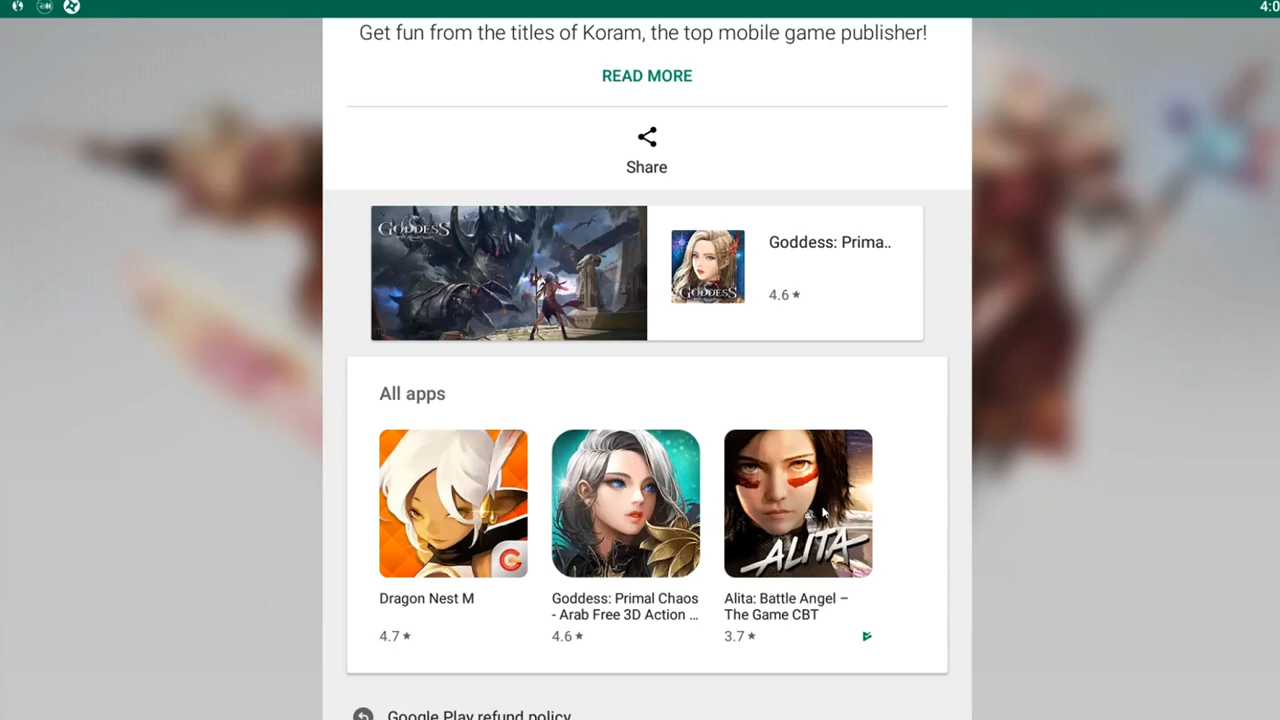 4:0
Get fun from the titles of Koram, the top mobile game publisher!
READ MORE
Share
GODDESS
GODDESS
Goddess: Prima..
4.6 ★
All apps
ALITA
Dragon Nest M
4.7 ★
Goddess: Primal Chaos
- Arab Free 3D Action ...
4.6 ★
Alita: Battle Angel –
The Game CBT
3.7 ★
Google Play refund policy